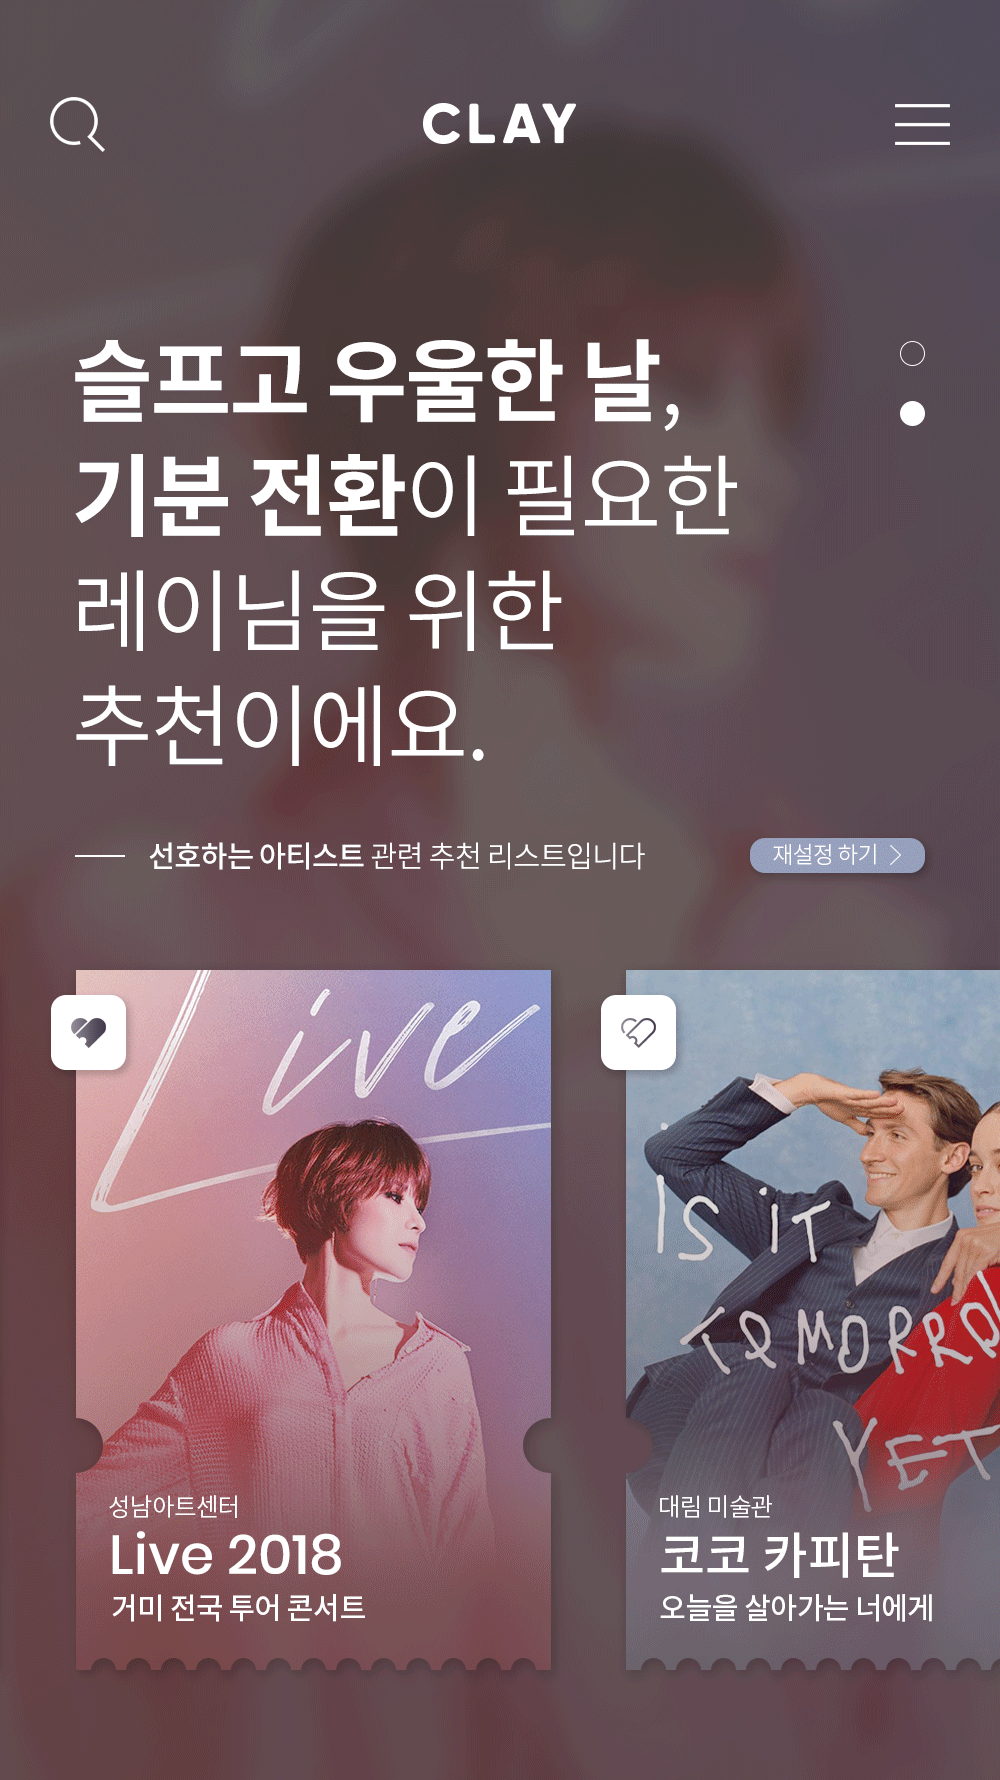 CLAY
슬프고 우울한 날,
기분 전환이 필요한
레이님을 위한
추천이에요.
선호하는 아티스트 관련 추천 리스트입니다
재설정 하기
Live
성남아트센터
Live 2018
거미 전국 투어 콘서트
IS iT
TOMORRO
YET
대림 미술관
코코 카피탄
오늘을 살아가는 너에게